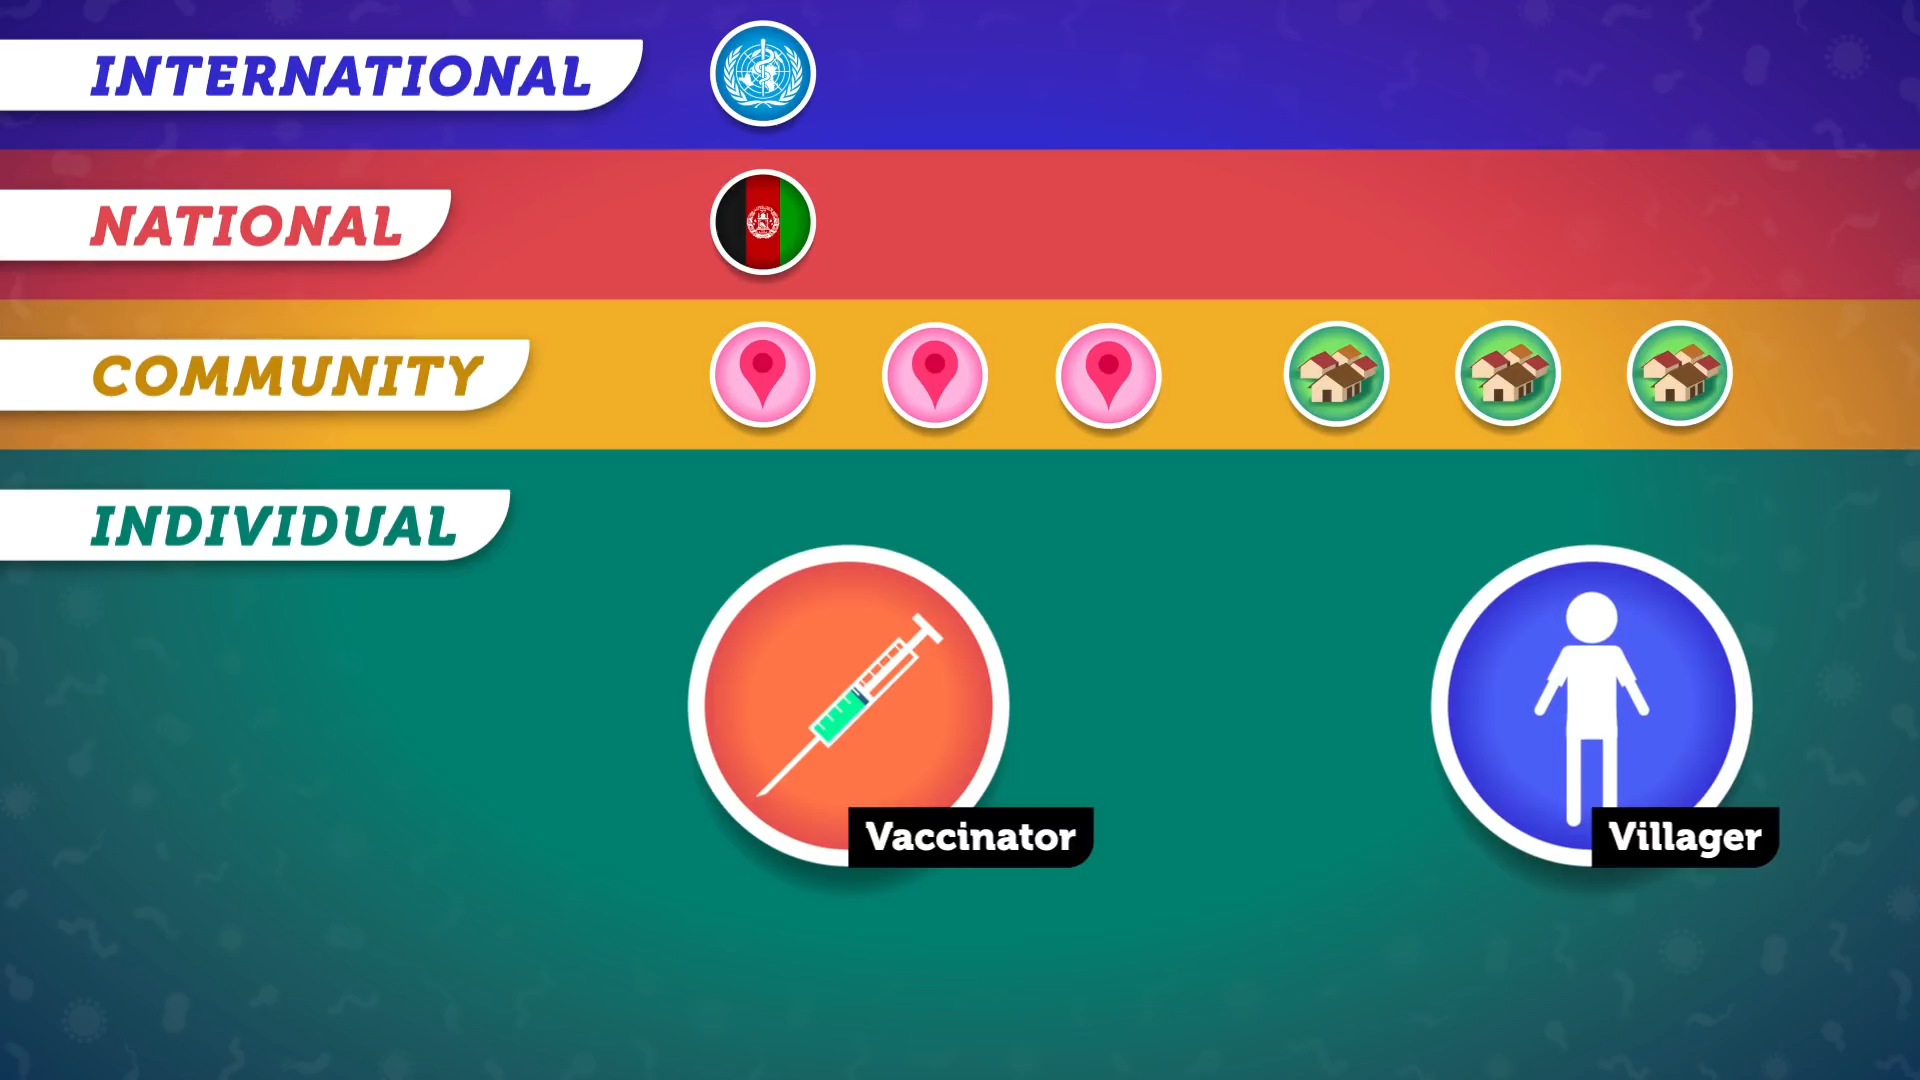 INTERNATIONAL
NATIONAL
COMMUNITY
INDIVIDUAL
Vaccinator
Villager